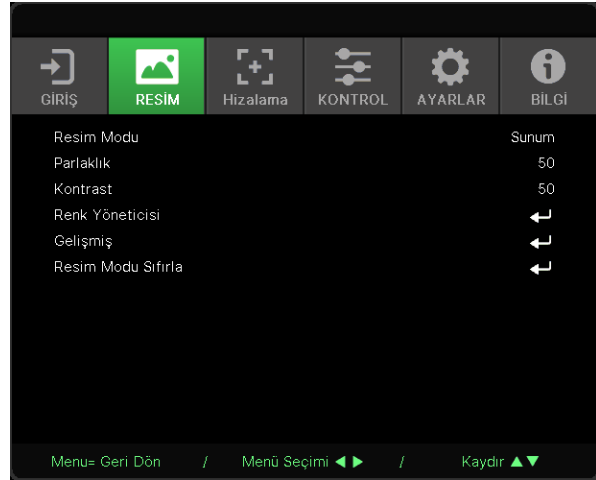 GİRİŞ RESİM Hizalama KONTROL AYARLAR BİLGİ
Resim Modu Sunum
Parlaklık 50
Kontrast 50
Renk Yöneticisi
Gelişmiş
Resim Modu Sıfırla
Menu= Geri Dön / Menü Seçimi ◀ ▶ / Kaydır ▲▼